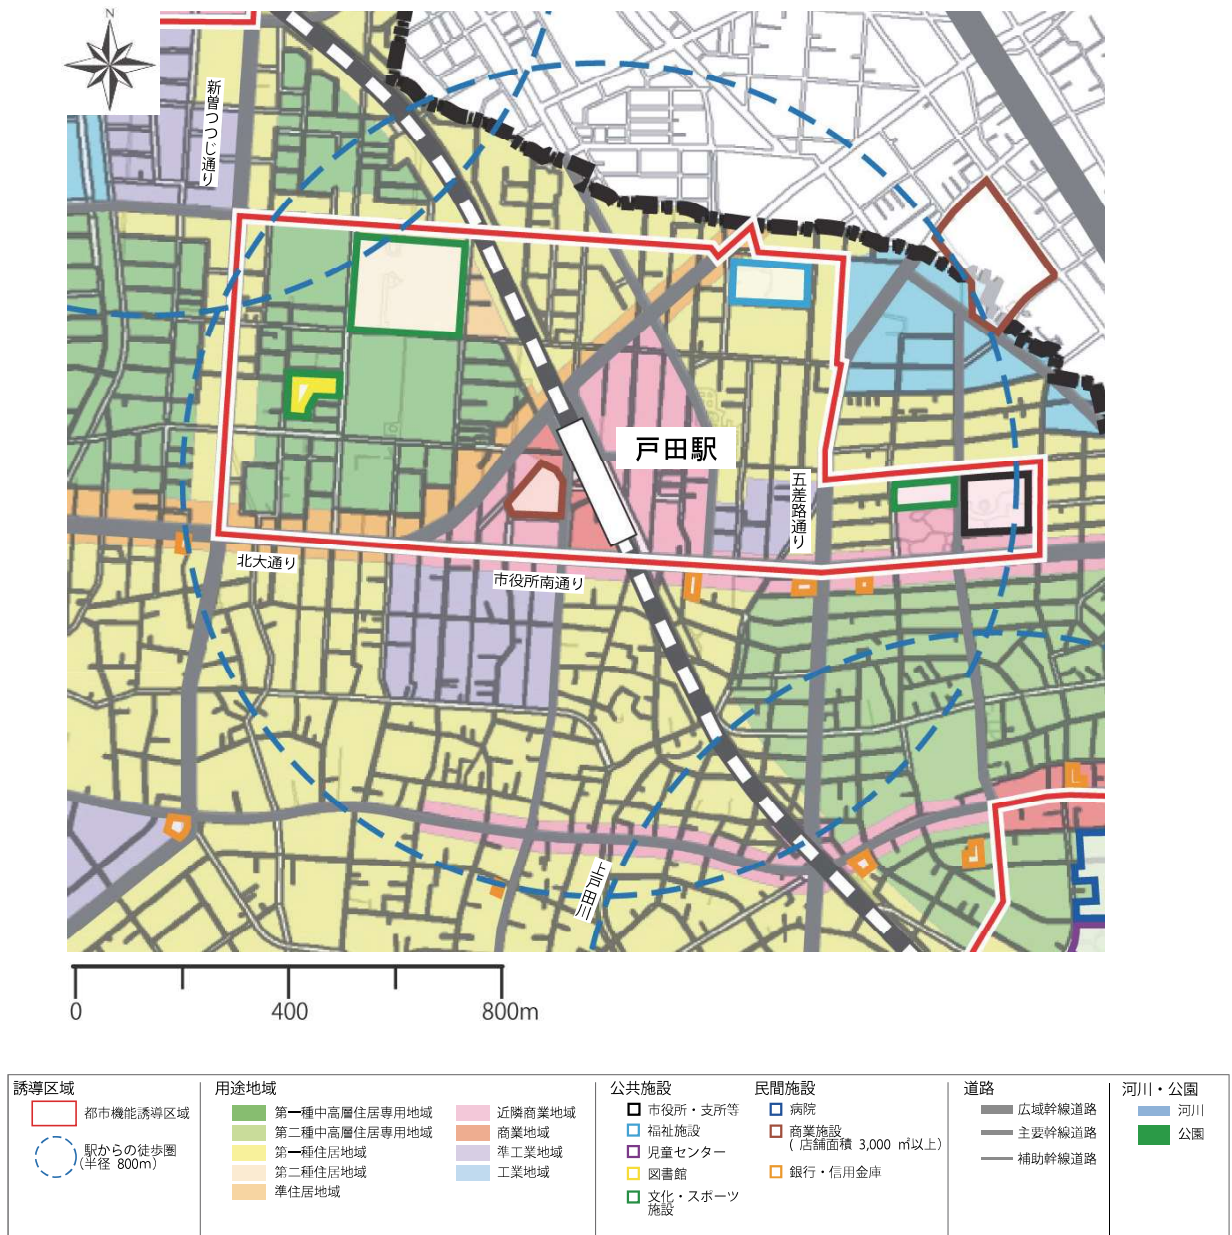 N
新曽つつじ通り
戸田駅
五差路通り
北大通り
市役所南通り
上戸田川
0 400 800m
誘導区域
都市機能誘導区域
駅からの徒歩圏
(半径 800m)
用途地域
第一種中高層住居専用地域
第二種中高層住居専用地域
第一種住居地域
第二種住居地域
準住居地域
近隣商業地域
商業地域
準工業地域
工業地域
公共施設
市役所・支所等
福祉施設
児童センター
図書館
文化・スポーツ
施設
民間施設
病院
商業施設
( 店舗面積 3,000 ㎡以上)
銀行・信用金庫
道路
広域幹線道路
主要幹線道路
補助幹線道路
河川・公園
河川
公園